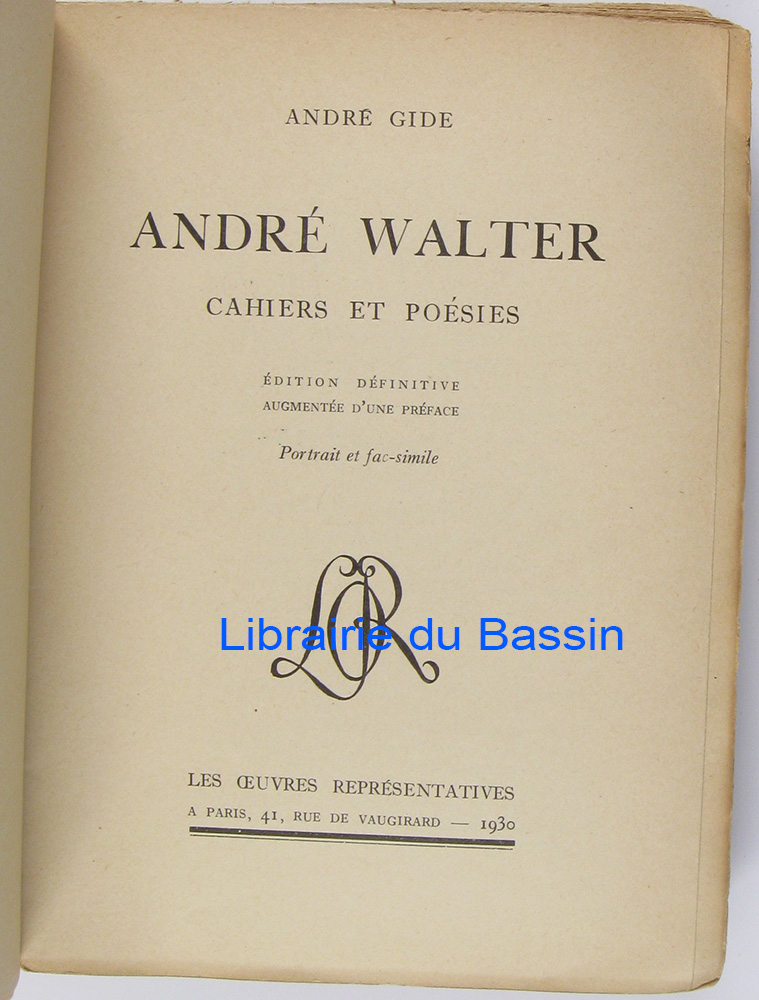 ANDRÉ GIDE
ANDRÉ WALTER
CAHIERS ET POÉSIES
ÉDITION DÉFINITIVE
AUGMENTÉE D'UNE PRÉFACE
Portrait et fac-simile
LOR
Librairie du Bassin
LES ŒUVRES REPRÉSENTATIVES
A PARIS, 41, RUE DE VAUGIRARD — 1930